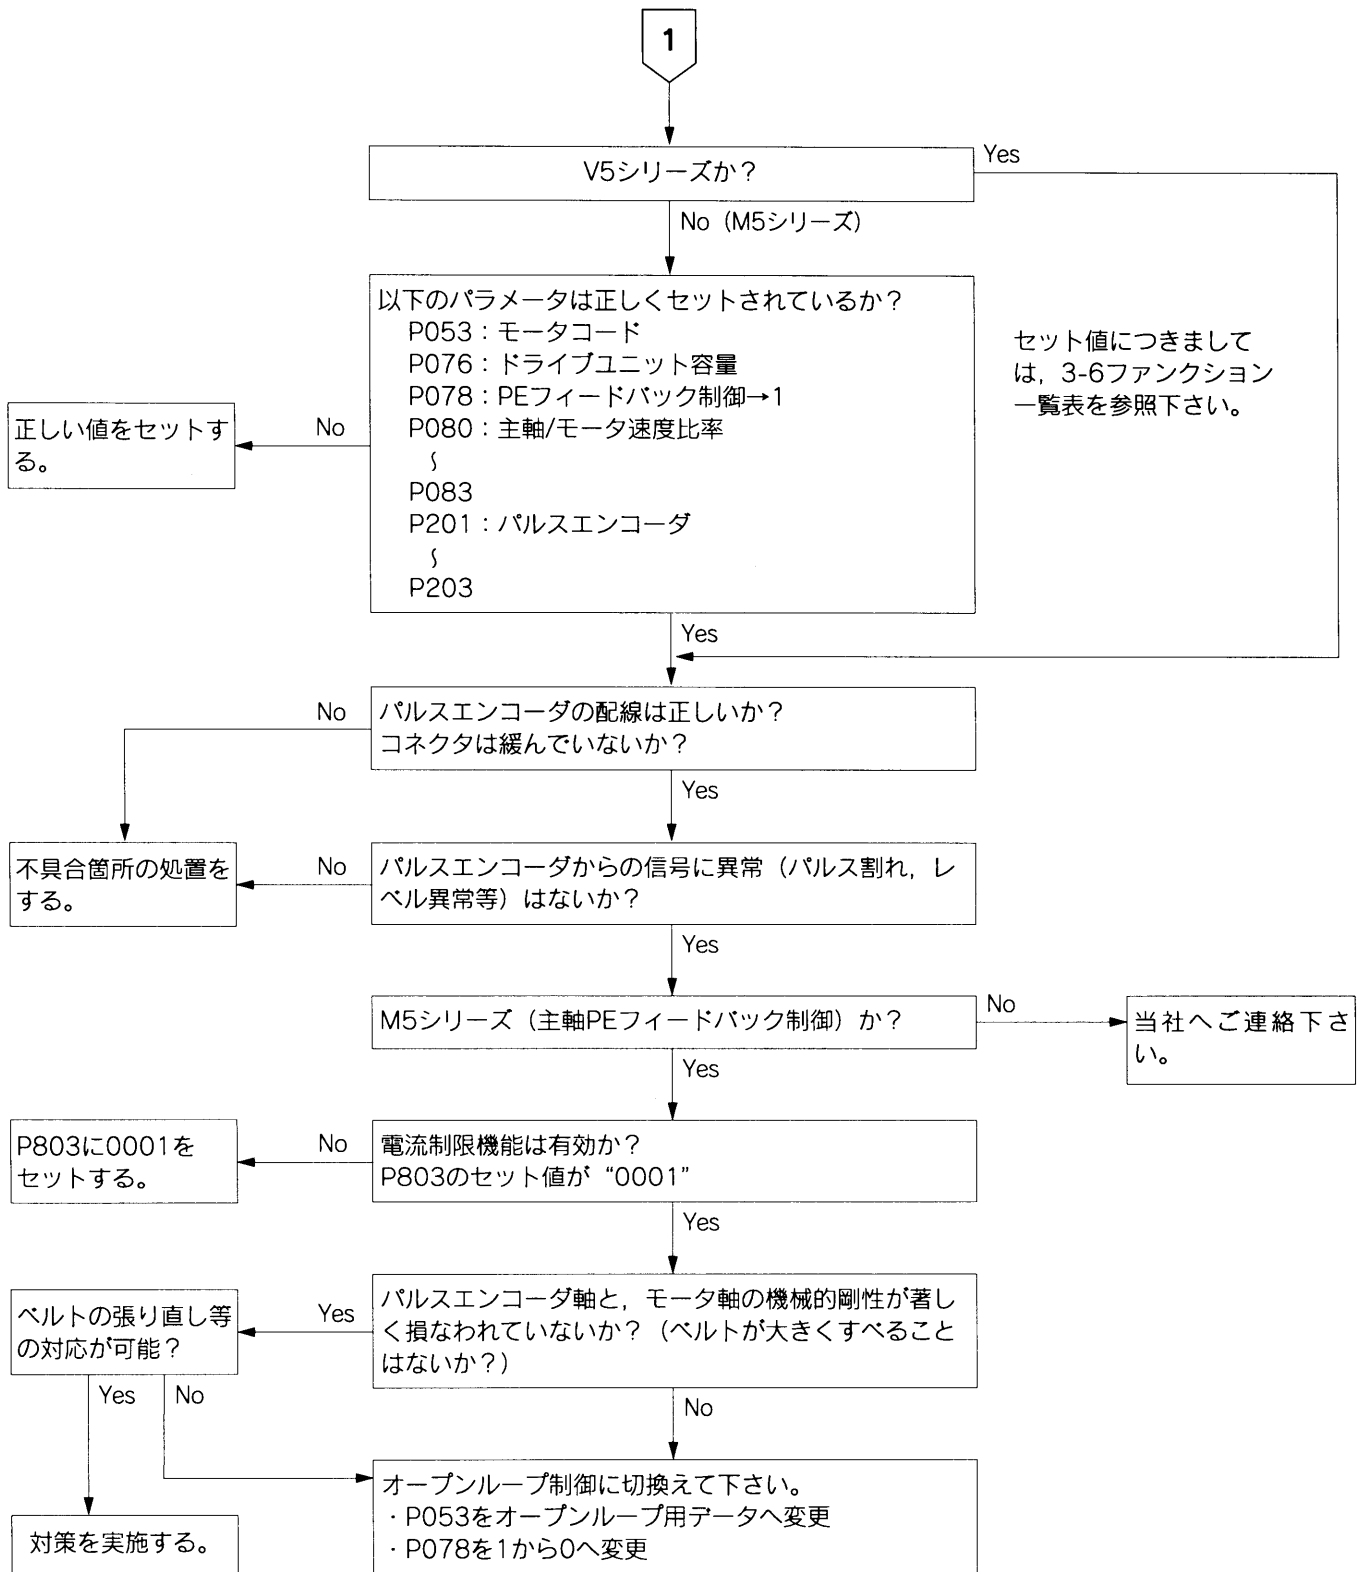 1
V5シリーズか?
Yes
No(M5シリーズ)
以下のパラメータは正しくセットされているか?
P053:モータコード
P076:ドライブユニット容量
P078:PEフィードバック制御→1
P080:主軸/モータ速度比率
∫
P083
P201:パルスエンコーダ
∫
P203
セット値につきまして
は,3-6ファンクション
一覧表を参照下さい。
No
正しい値をセットす
る。
Yes
パルスエンコーダの配線は正しいか?
コネクタは緩んでいないか?
No
Yes
不具合箇所の処置を
する。
No
パルスエンコーダからの信号に異常(パルス割れ,レ
ベル異常等)はないか?
Yes
M5シリーズ(主軸PEフィードバック制御)か?
No
当社へご連絡下さ
い。
Yes
P803に0001を
セットする。
No
電流制限機能は有効か?
P803のセット値が“0001”
Yes
ベルトの張り直し等
の対応が可能?
Yes
パルスエンコーダ軸と,モータ軸の機械的剛性が著し
く損なわれていないか?(ベルトが大きくすべること
はないか?)
Yes
No
No
対策を実施する。
オープンループ制御に切換えて下さい。
・P053をオープンループ用データへ変更
・P078を1から0へ変更